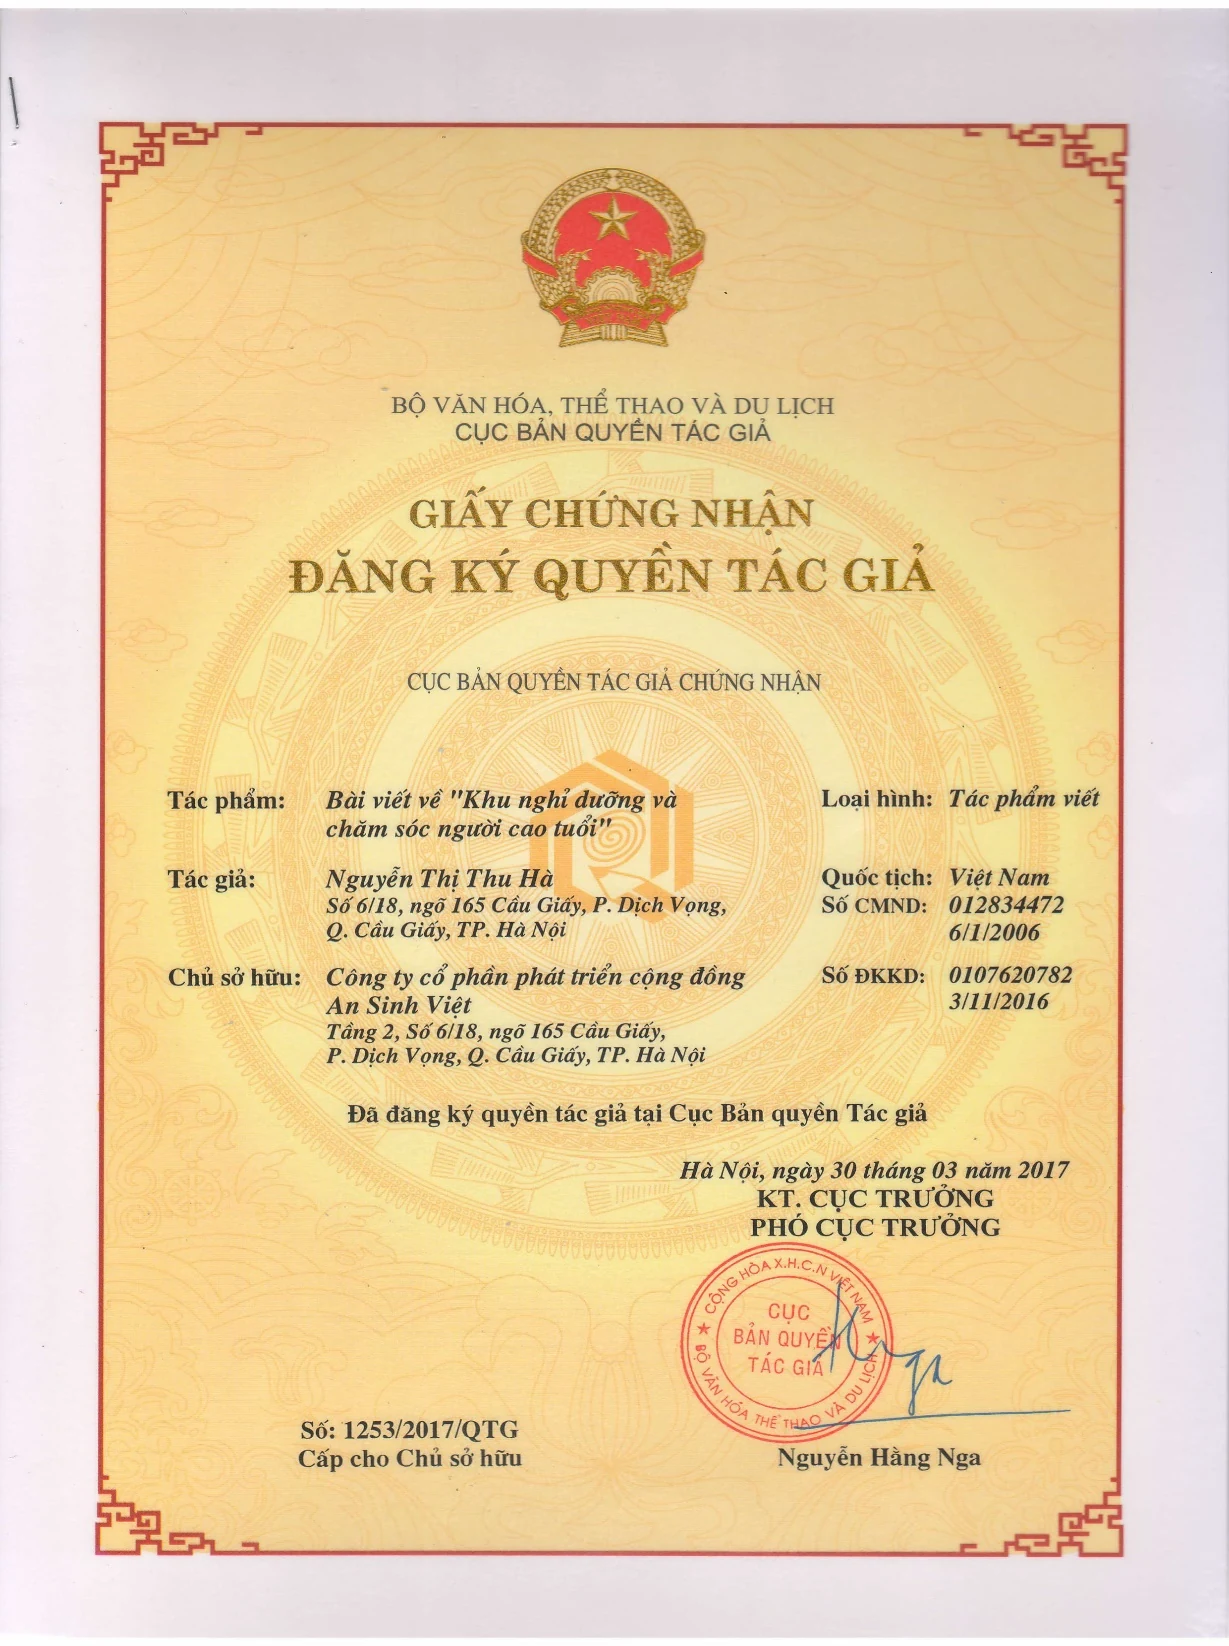 BỘ VĂN HÓA, THỂ THAO VÀ DU LỊCH
CỤC BẢN QUYỀN TÁC GIẢ
GIẤY CHỨNG NHẬN
ĐĂNG KÝ QUYỀN TÁC GIẢ
CỤC BẢN QUYỀN TÁC GIẢ CHỨNG NHẬN
Tác phẩm: Bài viết về "Khu nghỉ dưỡng và Loại hình: Tác phẩm viết
chăm sóc người cao tuổi"
Tác giả: Nguyễn Thị Thu Hà Quốc tịch: Việt Nam
Số 6/18, ngõ 165 Cầu Giấy, P. Dịch Vọng, Số CMND: 012834472
Q. Cầu Giấy, TP. Hà Nội 6/1/2006
Chủ sở hữu: Công ty cổ phần phát triển cộng đồng Số ĐKKD: 0107620782
An Sinh Việt 3/11/2016
Tầng 2, Số 6/18, ngõ 165 Cầu Giấy,
P. Dịch Vọng, Q. Cầu Giấy, TP. Hà Nội
Đã đăng ký quyền tác giả tại Cục Bản quyền Tác giả
Hà Nội, ngày 30 tháng 03 năm 2017
KT. CỤC TRƯỞNG
PHÓ CỤC TRƯỞNG
CỘNG HÒA X.H.C.N VIỆT NAM
CỤC
BẢN QUYỀN
TÁC GIẢ
BỘ VĂN HÓA THỂ THAO VÀ DU LỊCH
Số: 1253/2017/QTG
Cấp cho Chủ sở hữu
Nguyễn Hằng Nga